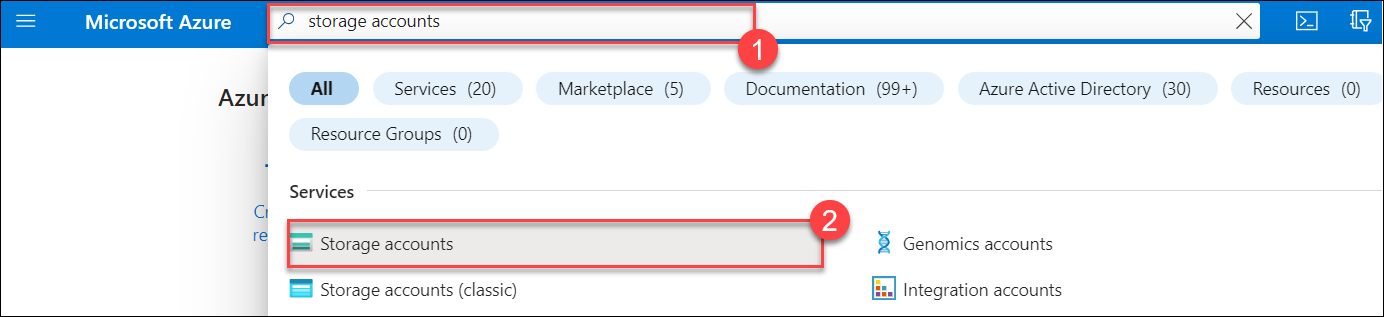 Microsoft Azure storage accounts
1
All Services (20) Marketplace (5) Documentation (99+) Azure Active Directory (30) Resources (0)
Azur
Resource Groups (0)
Services
2
Cr
Storage accounts Genomics accounts
re
Storage accounts (classic) Integration accounts